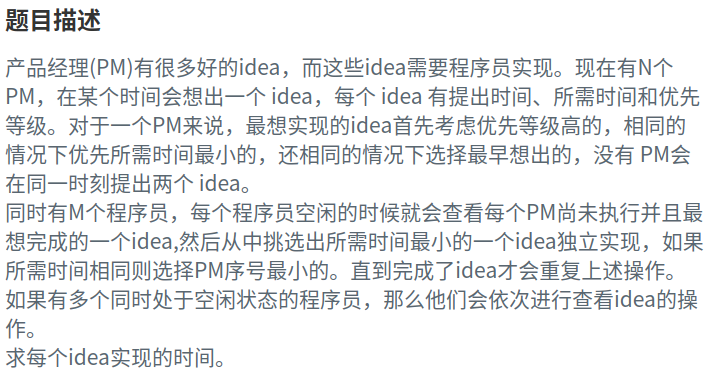 题目描述
产品经理(PM)有很多好的idea，而这些idea需要程序员实现。现在有N个
PM，在某个时间会想出一个 idea，每个 idea 有提出时间、所需时间和优先
等级。对于一个PM来说，最想实现的idea首先考虑优先等级高的，相同的
情况下优先所需时间最小的，还相同的情况下选择最早想出的，没有 PM会
在同一时刻提出两个 idea。
同时有M个程序员，每个程序员空闲的时候就会查看每个PM尚未执行并且最
想完成的一个idea,然后从中挑选出所需时间最小的一个idea独立实现，如果
所需时间相同则选择PM序号最小的。直到完成了idea才会重复上述操作。
如果有多个同时处于空闲状态的程序员，那么他们会依次进行查看idea的操
作。
求每个idea实现的时间。